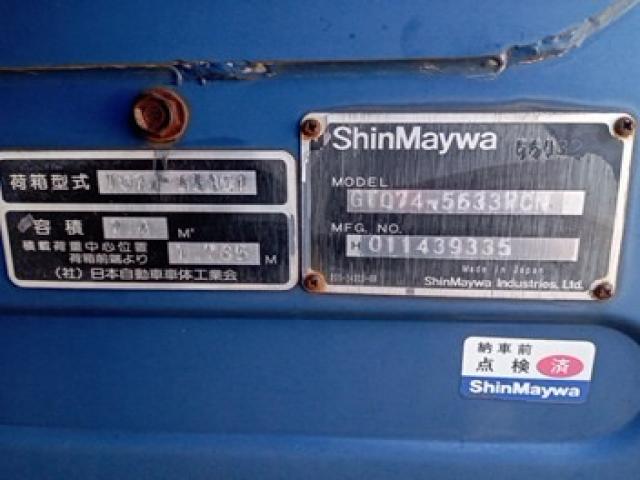 荷箱型式
容積 M³
積載荷重中心位置
荷箱前端より M
(社)日本自動車車体工業会
ShinMaywa
MODEL
MFG. NO.
H 011439335
Made in Japan
ShinMaywa Industries, Ltd.
納車前
点検 済
ShinMaywa